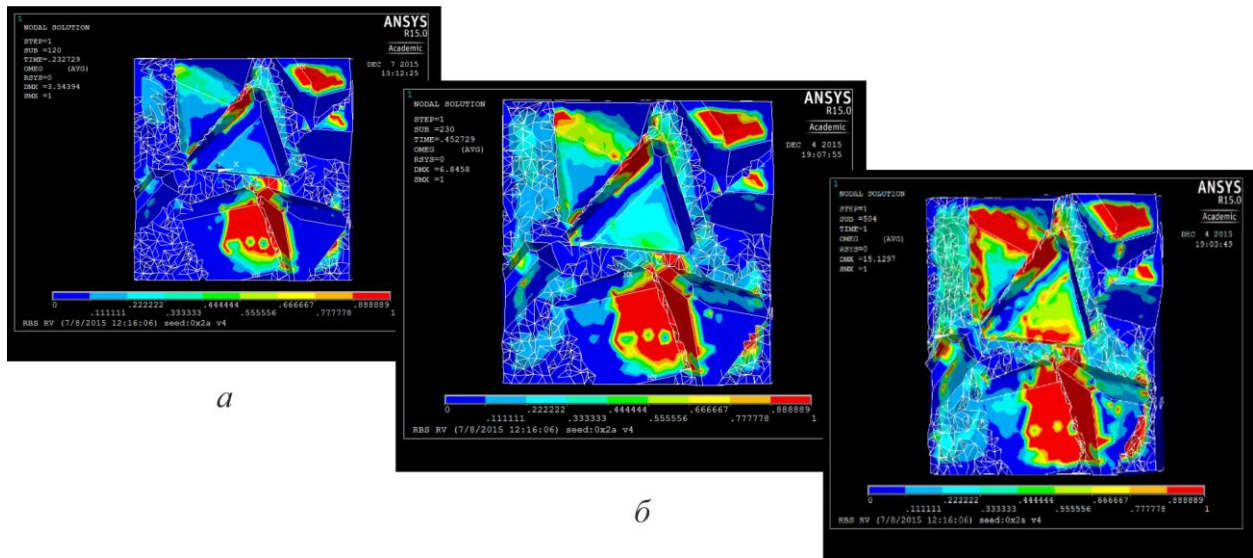 1
NODAL SOLUTION
STEP=1
SUB =120
TIME=.232729
OMEG (AVG)
RSYS=0
DMX =3.54394
SMX =1
ANSYS
R15.0
Academic
DEC 7 2015
13:12:25
X
0 .222222 .444444 .666667 .888889
.111111 .333333 .555556 .777778 1
RBS RV (7/8/2015 12:16:06) seed:0x2a v4
а
1
NODAL SOLUTION
STEP=1
SUB =230
TIME=.452729
OMEG (AVG)
RSYS=0
DMX =6.8458
SMX =1
ANSYS
R15.0
Academic
DEC 4 2015
19:07:55
0 .222222 .444444 .666667 .888889
.111111 .333333 .555556 .777778 1
RBS RV (7/8/2015 12:16:06) seed:0x2a v4
б
1
NODAL SOLUTION
STEP=1
SUB =504
TIME=1
OMEG (AVG)
RSYS=0
DMX =15.1297
SMX =1
ANSYS
R15.0
Academic
DEC 4 2015
19:03:49
0 .222222 .444444 .666667 .888889
.111111 .333333 .555556 .777778 1
RBS RV (7/8/2015 12:16:06) seed:0x2a v4